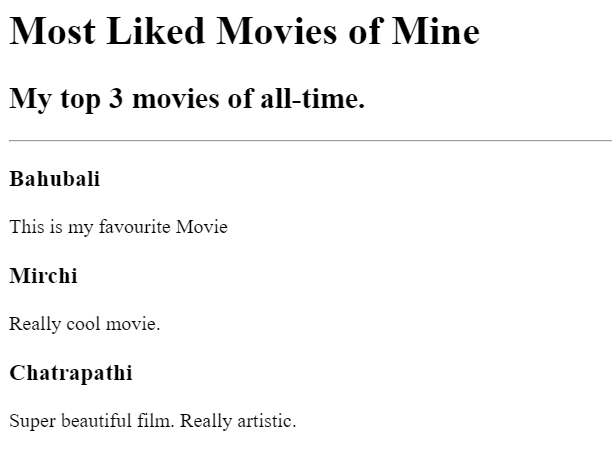 Most Liked Movies of Mine
My top 3 movies of all-time.
Bahubali
This is my favourite Movie
Mirchi
Really cool movie.
Chatrapathi
Super beautiful film. Really artistic.